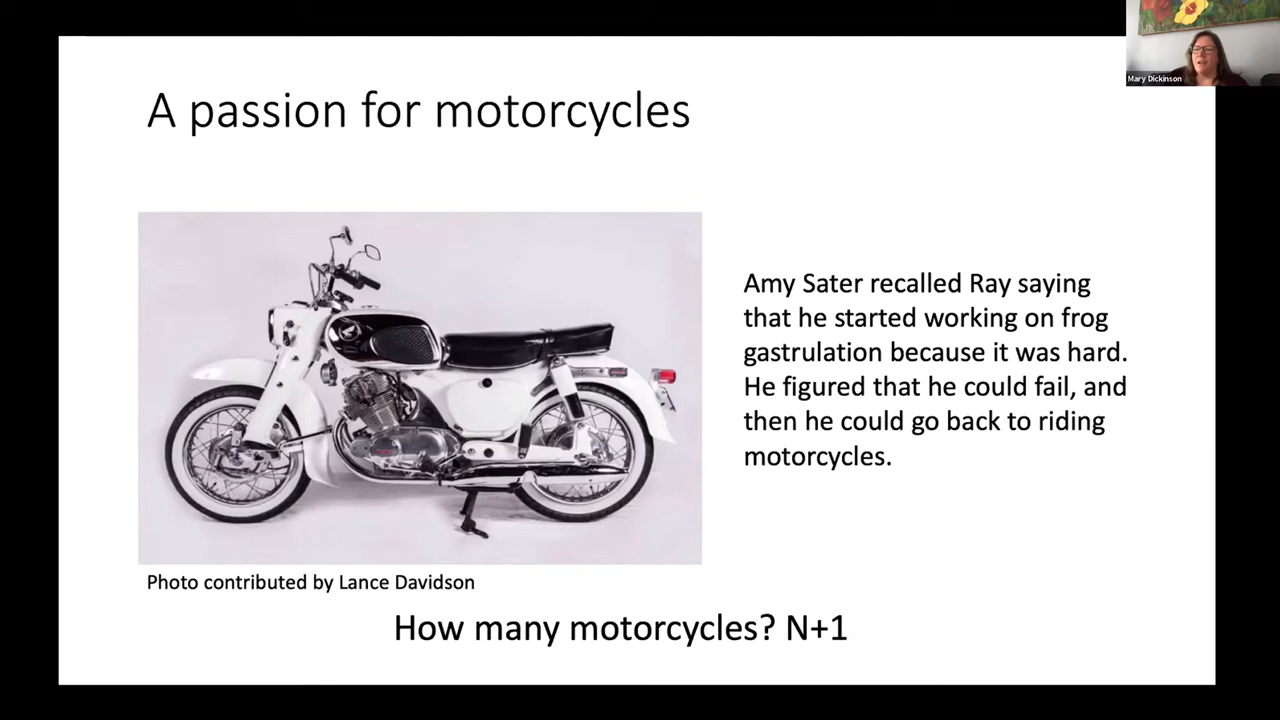 Mary Dickinson
A passion for motorcycles
Amy Sater recalled Ray saying
that he started working on frog
gastrulation because it was hard.
He figured that he could fail, and
then he could go back to riding
motorcycles.
Photo contributed by Lance Davidson
How many motorcycles? N+1